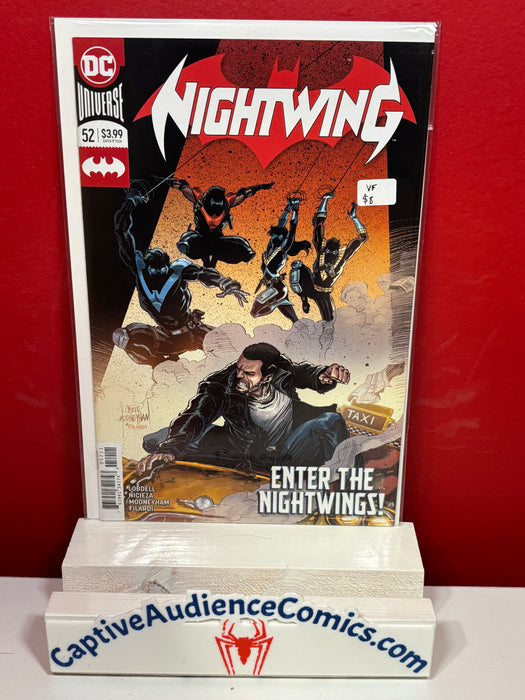 DC
UNIVERSE
52 $3.99
NIGHTWING
VF
$8
TAXI
ENTER THE
NIGHTWINGS!
LOBDELL
NICIEZA
MOONEYHAM
FILARDI
CaptiveAudienceComics.com